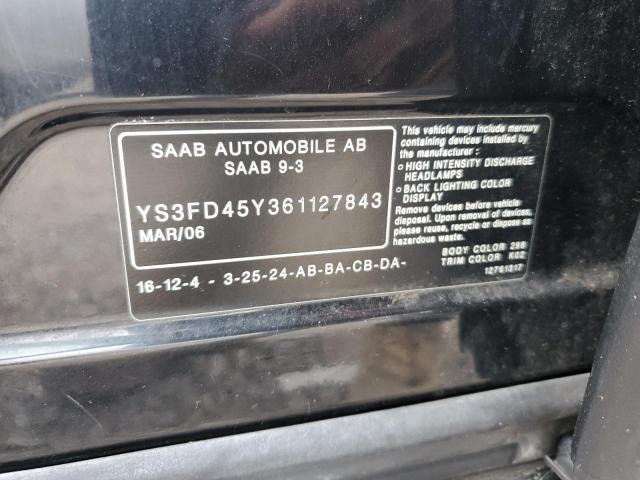 SAAB AUTOMOBILE AB
SAAB 9-3
YS3FD45Y361127843
MAR/06
16-12-4 - 3-25-24-AB-BA-CB-DA-
This vehicle may include mercury
containing devices installed by
the manufacturer :
○ HIGH INTENSITY DISCHARGE
HEADLAMPS
○ BACK LIGHTING COLOR
DISPLAY
Remove devices before vehicle
disposal. Upon removal of devices,
please reuse, recycle or dispose as
hazardous waste.
BODY COLOR 298
TRIM COLOR K02
12761317